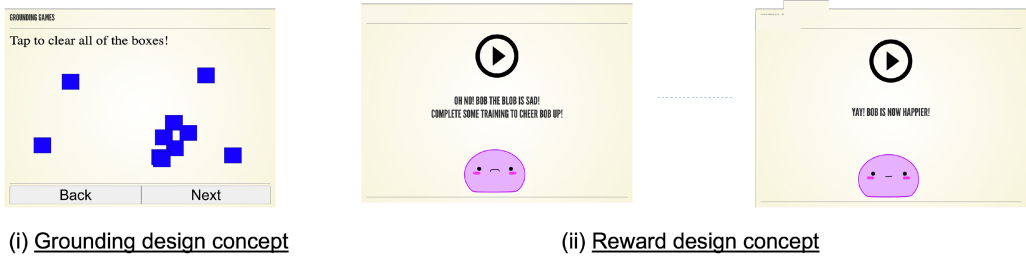 GROUNDING GAMES
Tap to clear all of the boxes!
Back
Next
(i) Grounding design concept
OH NO! BOB THE BLOB IS SAD!
COMPLETE SOME TRAINING TO CHEER BOB UP!
YAY! BOB IS NOW HAPPIER!
(ii) Reward design concept